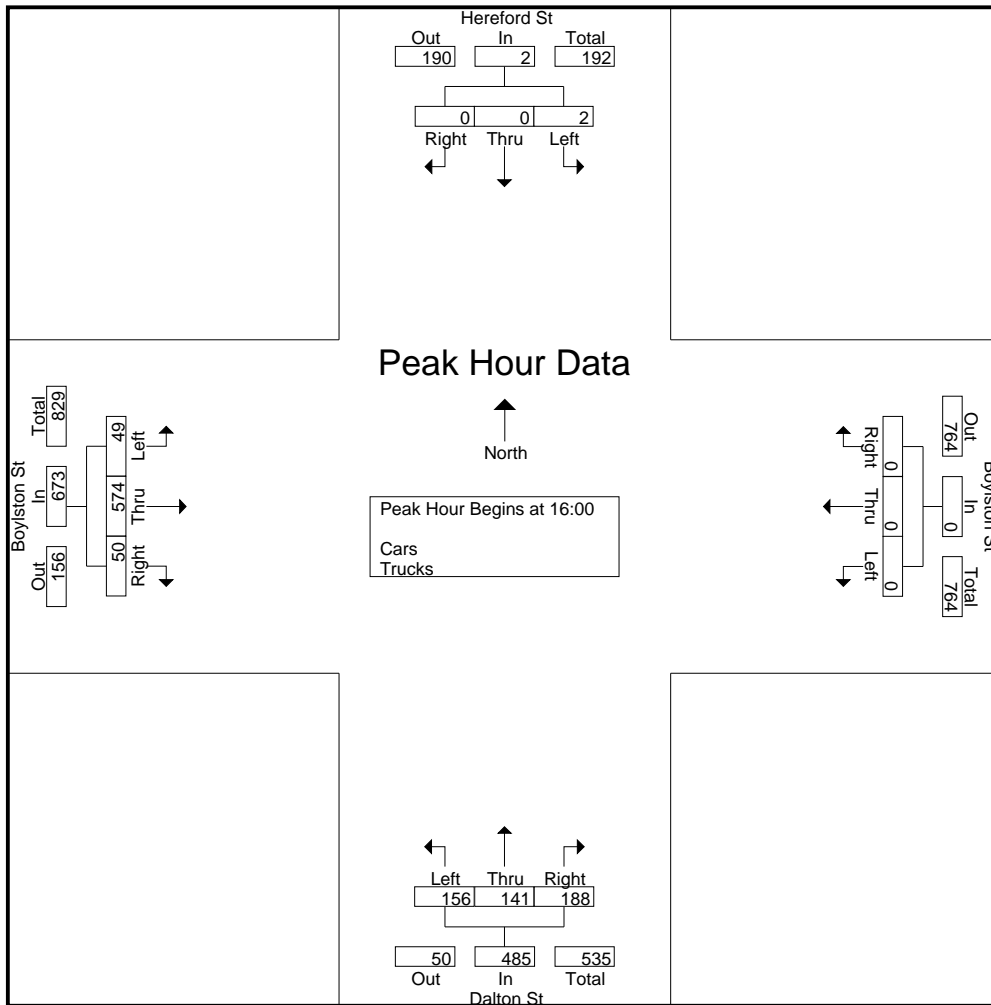 Hereford St
Out In Total
190 2 192
0 0 2
Right Thru Left
Peak Hour Data
North
Peak Hour Begins at 16:00
Cars
Trucks
Boylston St
Total In Out
829 673 156
49 574 50
Left Thru Right
Right Thru Left
0 0 0
764 0 764
Out In Total
Boylston St
Left Thru Right
156 141 188
50 485 535
Out In Total
Dalton St